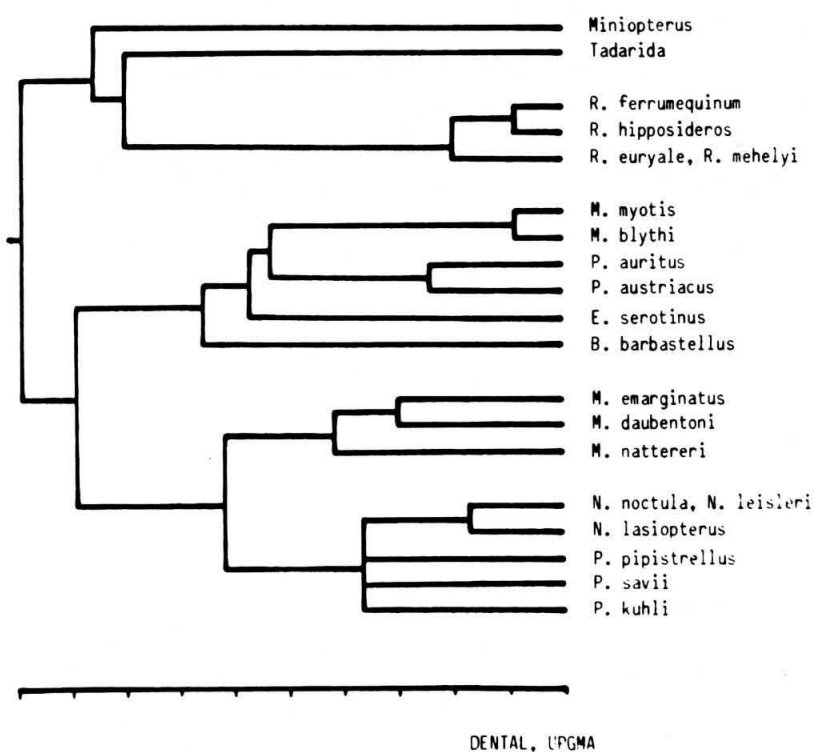 Miniopterus
Tadarida
R. ferrumequinum
R. hipposideros
R. euryale, R. mehelyi
M. myotis
M. blythi
P. auritus
P. austriacus
E. serotinus
B. barbastellus
M. emarginatus
M. daubentoni
M. nattereri
N. noctula, N. leisleri
N. lasiopterus
P. pipistrellus
P. savii
P. kuhli
DENTAL, UPGMA